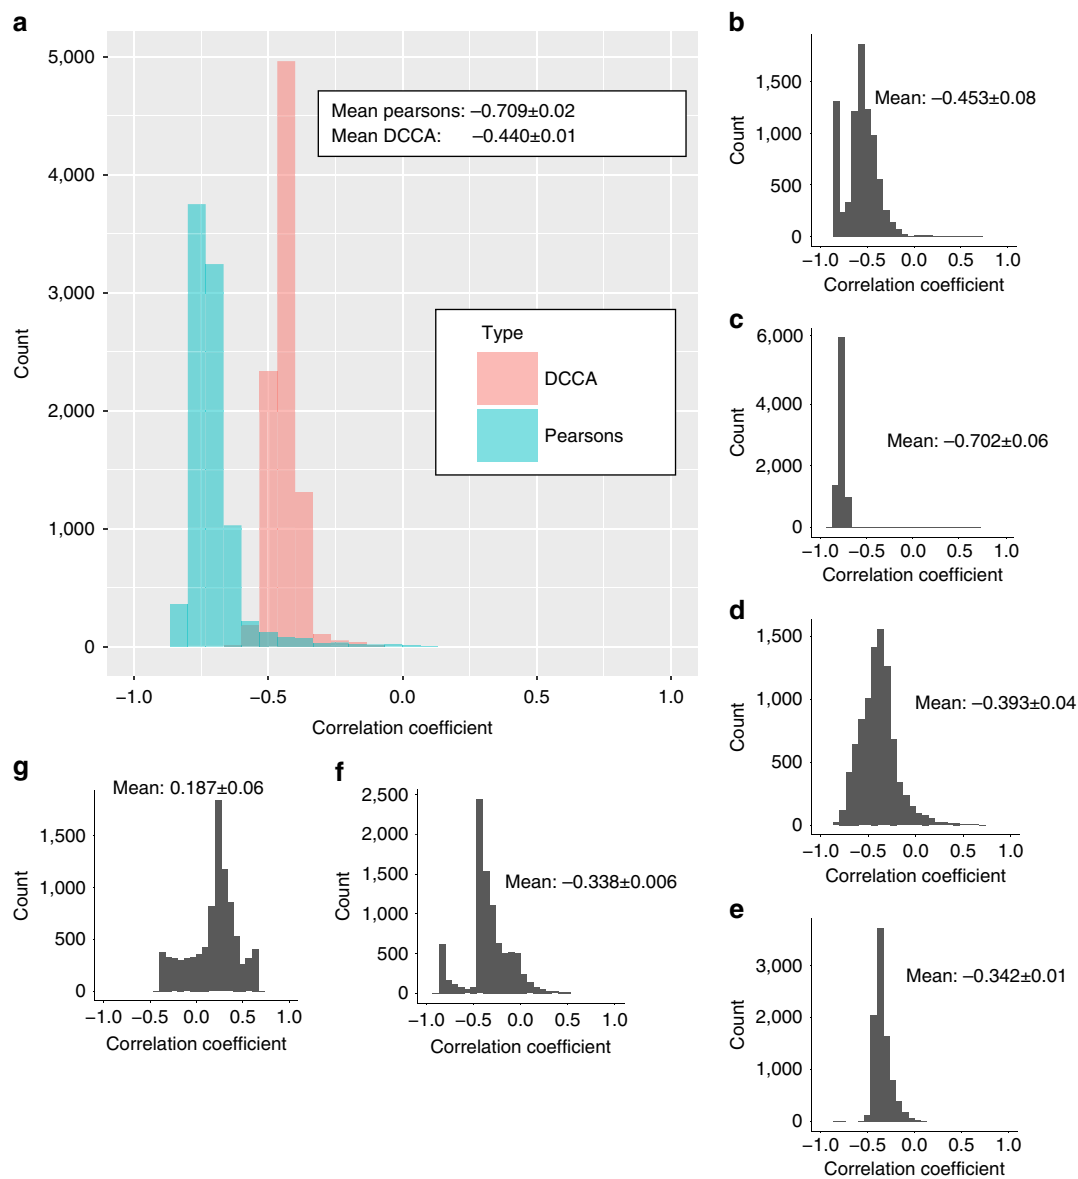 a
5,000
4,000
3,000
2,000
1,000
0
Count
−1.0
−0.5
0.0
0.5
1.0
Correlation coefficient
Mean pearsons: −0.709±0.02
Mean DCCA: −0.440±0.01
Type
DCCA
Pearsons
b
1,500
1,000
500
0
Count
Mean: −0.453±0.08
−1.0 −0.5 0.0 0.5 1.0
Correlation coefficient
c
6,000
4,000
2,000
0
Count
Mean: −0.702±0.06
−1.0 −0.5 0.0 0.5 1.0
Correlation coefficient
d
1,500
1,000
500
0
Count
Mean: −0.393±0.04
−1.0 −0.5 0.0 0.5 1.0
Correlation coefficient
e
3,000
2,000
1,000
0
Count
Mean: −0.342±0.01
−1.0 −0.5 0.0 0.5 1.0
Correlation coefficient
f
2,500
2,000
1,500
1,000
500
0
Count
Mean: −0.338±0.006
−1.0 −0.5 0.0 0.5 1.0
Correlation coefficient
g
Mean: 0.187±0.06
1,500
1,000
500
0
Count
−1.0 −0.5 0.0 0.5 1.0
Correlation coefficient